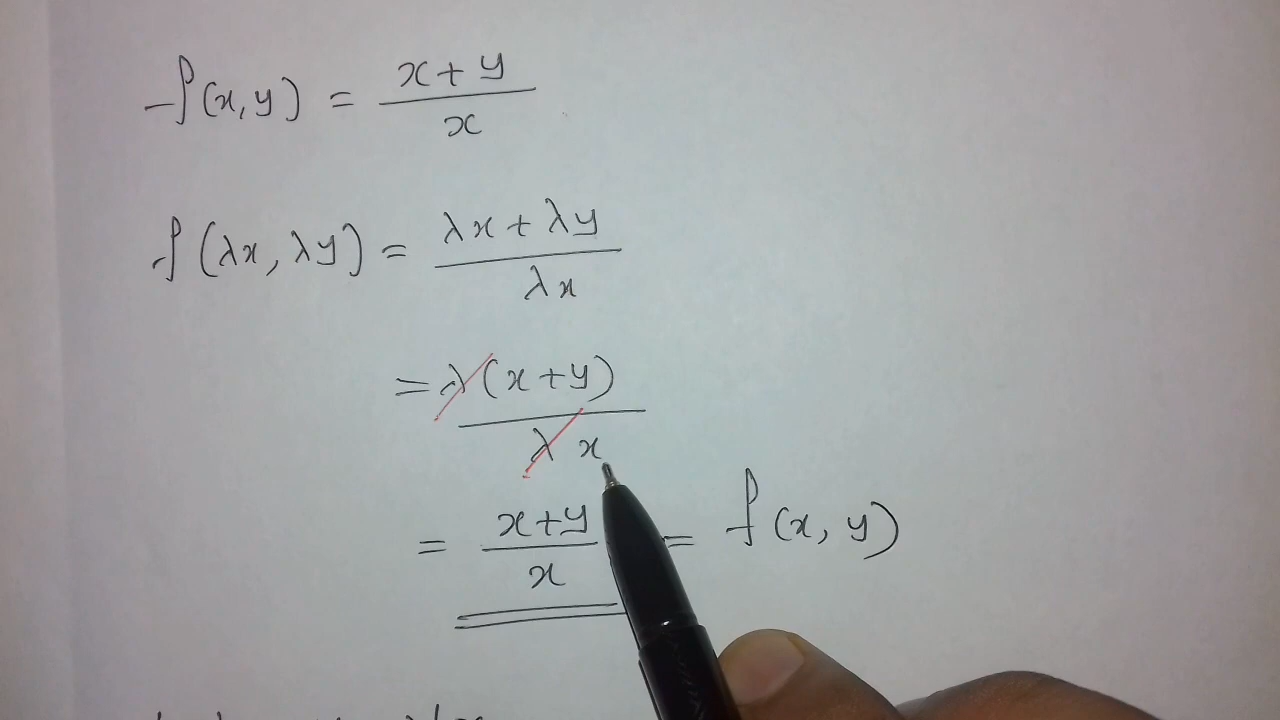 f(x, y) = (x + y)/x
f(λx, λy) = (λx + λy)/(λx)
= λ(x + y)/(λx)
= (x + y)/x = f(x, y)